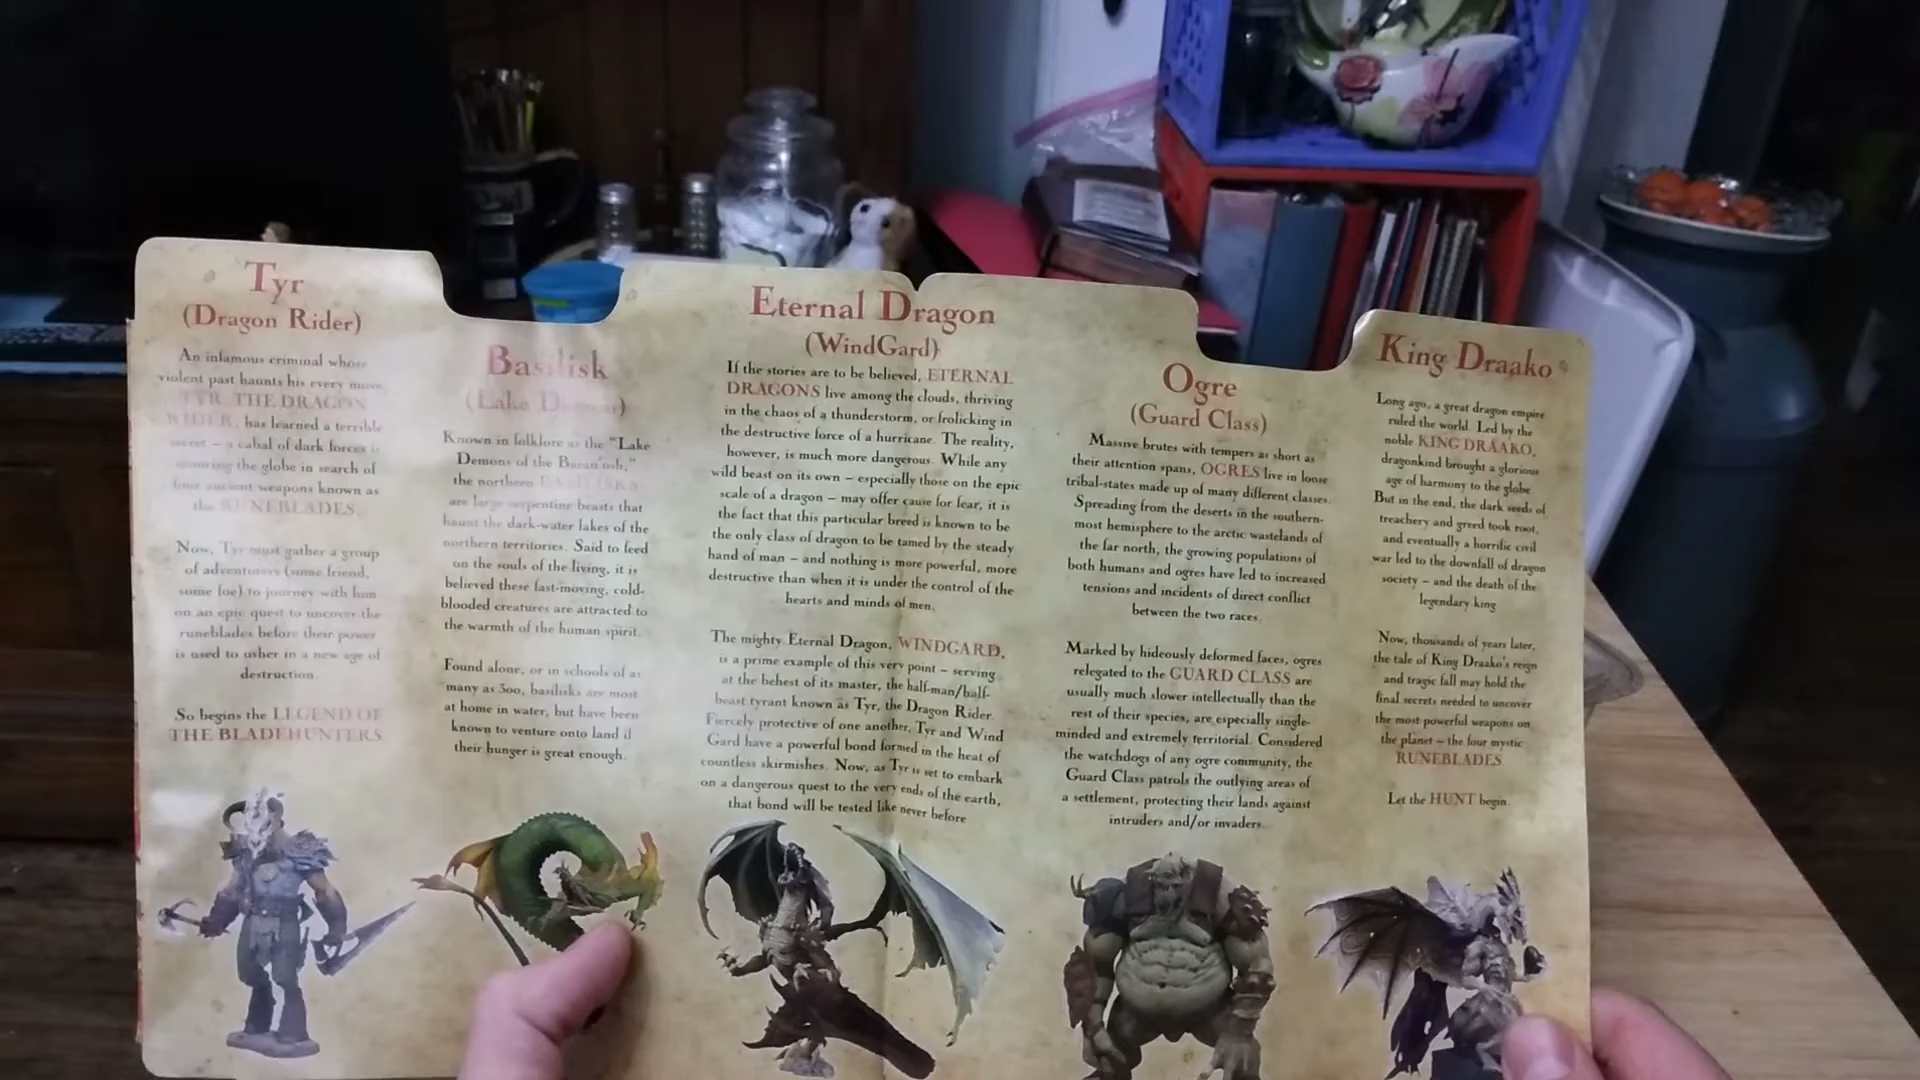 Tyr
(Dragon Rider)
An infamous criminal whose
violent past haunts his every move
TYR, THE DRAGON
RIDER, has learned a terrible
secret – a cabal of dark forces is
scouring the globe in search of
four ancient weapons known as
the RUNEBLADES.
Now, Tyr must gather a group
of adventurers (some friend,
some foe) to journey with him
on an epic quest to uncover the
runeblades before their power
is used to usher in a new age of
destruction.
So begins the LEGEND OF
THE BLADEHUNTERS
Basilisk
(Lake Demon)
Known in folklore as the "Lake
Demons of the
the northern BASILISKS
are large serpentine beasts that
haunt the dark-water lakes of the
northern territories. Said to feed
on the souls of the living, it is
believed these fast-moving, cold-
blooded creatures are attracted to
the warmth of the human spirit.
Found alone, or in schools of as
many as 300, basilisks are most
at home in water, but have been
known to venture onto land if
their hunger is great enough.
Eternal Dragon
(WindGard)
If the stories are to be believed, ETERNAL
DRAGONS live among the clouds, thriving
in the chaos of a thunderstorm, or frolicking in
the destructive force of a hurricane. The reality,
however, is much more dangerous. While any
wild beast on its own – especially those on the epic
scale of a dragon – may offer cause for fear, it is
the fact that this particular breed is known to be
the only class of dragon to be tamed by the steady
hand of man – and nothing is more powerful, more
destructive than when it is under the control of the
hearts and minds of men.
The mighty Eternal Dragon, WINDGARD,
is a prime example of this very point – serving
at the behest of its master, the half-man/half-
beast tyrant known as Tyr, the Dragon Rider.
Fiercely protective of one another, Tyr and Wind
Gard have a powerful bond formed in the heat of
countless skirmishes. Now, as Tyr is set to embark
on a dangerous quest to the very ends of the earth,
that bond will be tested like never before
Ogre
(Guard Class)
Massive brutes with tempers as short as
their attention spans, OGRES live in loose
tribal-states made up of many different classes.
Spreading from the deserts in the southern-
most hemisphere to the arctic wastelands of
the far north, the growing populations of
both humans and ogres have led to increased
tensions and incidents of direct conflict
between the two races.
Marked by hideously deformed faces, ogres
relegated to the GUARD CLASS are
usually much slower intellectually than the
rest of their species, are especially single-
minded and extremely territorial. Considered
the watchdogs of any ogre community, the
Guard Class patrols the outlying areas of
a settlement, protecting their lands against
intruders and/or invaders.
King Draako
Long ago, a great dragon empire
ruled the world. Led by the
noble KING DRAAKO,
dragonkind brought a glorious
age of harmony to the globe
But in the end, the dark seeds of
treachery and greed took root,
and eventually a horrific civil
war led to the downfall of dragon
society – and the death of the
legendary king
Now, thousands of years later,
the tale of King Draako's reign
and tragic fall may hold the
final secrets needed to uncover
the most powerful weapons on
the planet – the four mystic
RUNEBLADES
Let the HUNT begin.